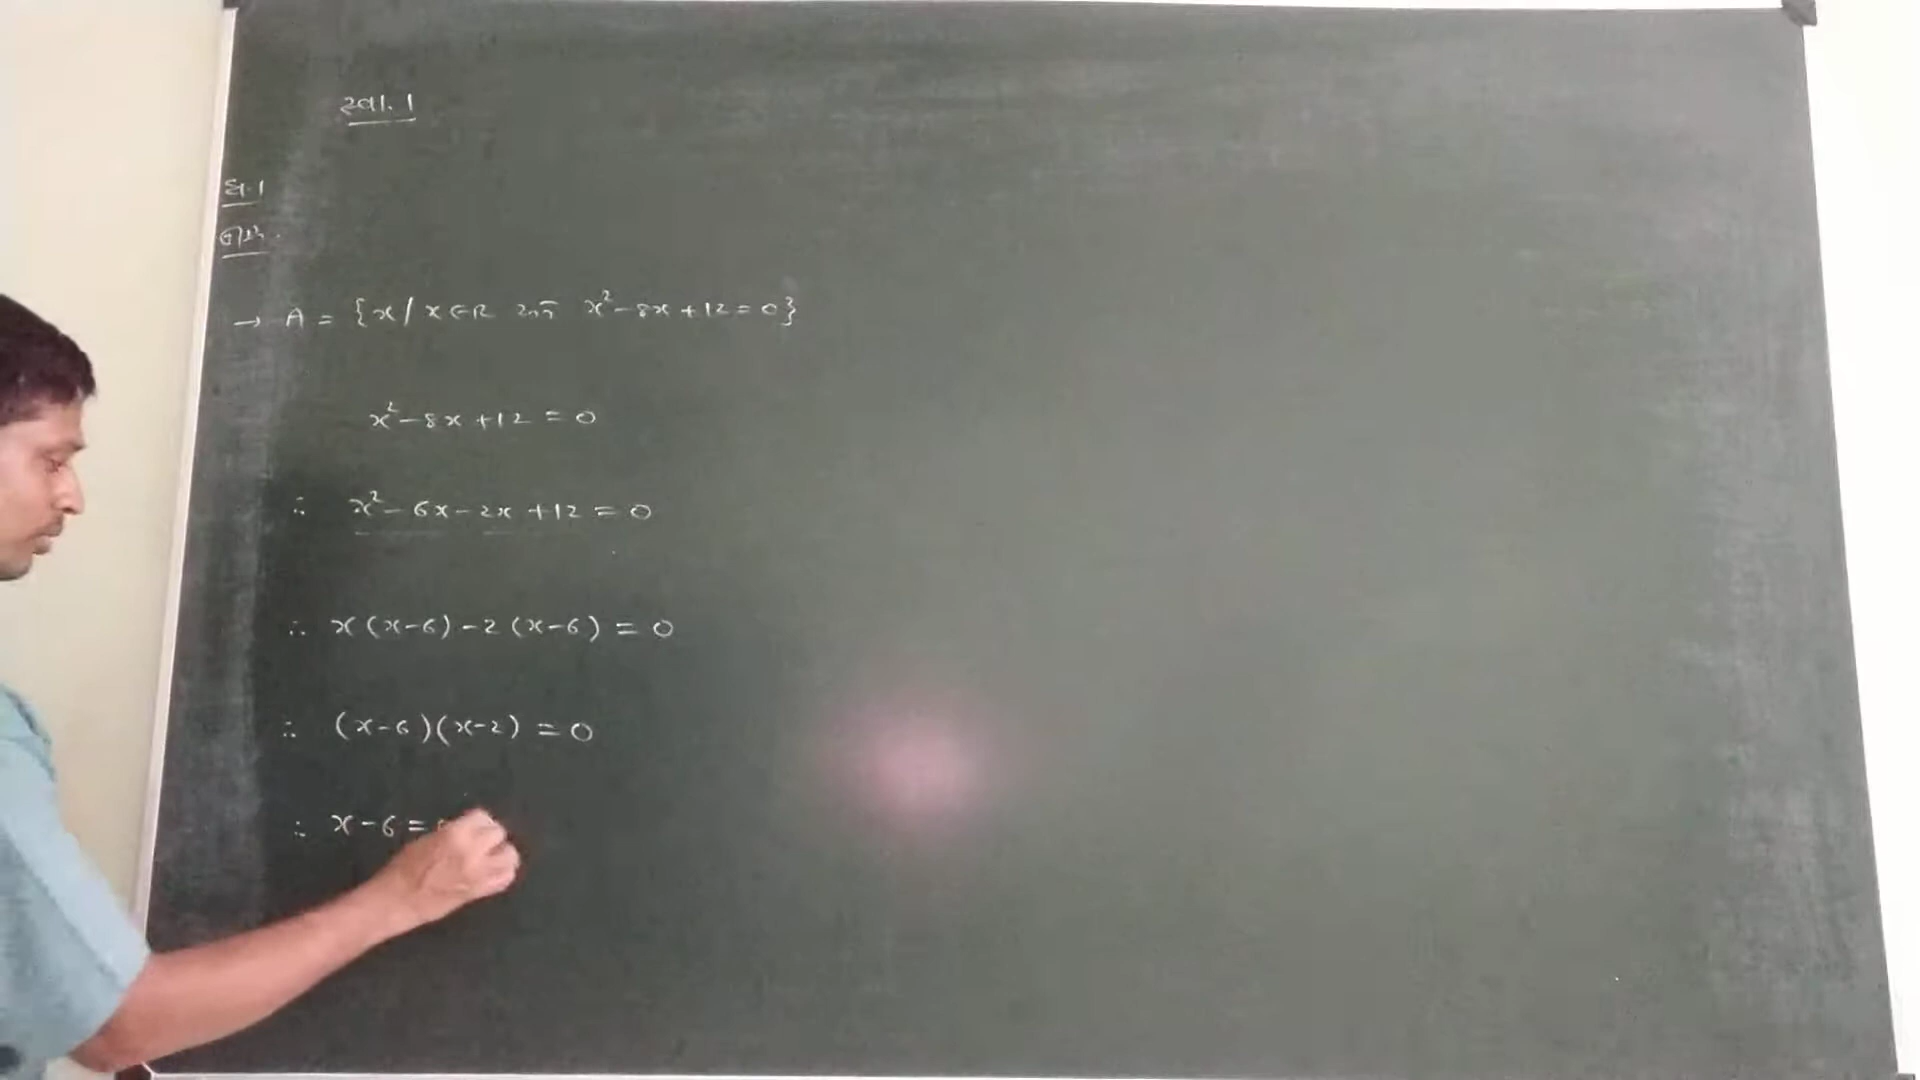 સ્વા. 1
પ્ર. 1
જવાબ.
→ A = {x / x ∈ R અને x² - 8x + 12 = 0}
x² - 8x + 12 = 0
∴ x² - 6x - 2x + 12 = 0
∴ x (x-6) - 2 (x-6) = 0
∴ (x-6)(x-2) = 0
∴ x - 6 =